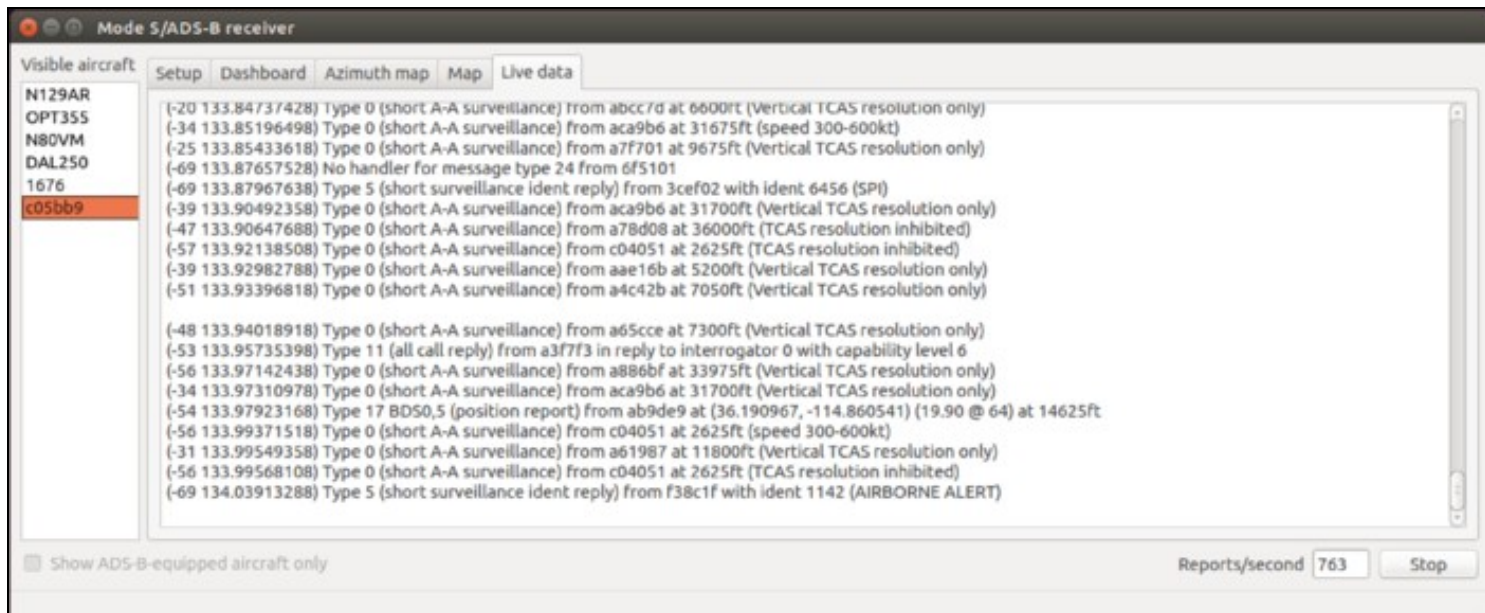 Mode S/ADS-B receiver
Visible aircraft
N129AR
OPT355
N80VM
DAL250
1676
c05bb9
Setup Dashboard Azimuth map Map Live data
(-20 133.84737428) Type 0 (short A-A surveillance) from abcc7d at 6600ft (Vertical TCAS resolution only)
(-34 133.85196498) Type 0 (short A-A surveillance) from aca9b6 at 31675ft (speed 300-600kt)
(-25 133.85433618) Type 0 (short A-A surveillance) from a7f701 at 9675ft (Vertical TCAS resolution only)
(-69 133.87657528) No handler for message type 24 from 6f5101
(-69 133.87967638) Type 5 (short surveillance ident reply) from 3cef02 with ident 6456 (SPI)
(-39 133.90492358) Type 0 (short A-A surveillance) from aca9b6 at 31700ft (Vertical TCAS resolution only)
(-47 133.90647688) Type 0 (short A-A surveillance) from a78d08 at 36000ft (TCAS resolution inhibited)
(-57 133.92138508) Type 0 (short A-A surveillance) from c04051 at 2625ft (TCAS resolution inhibited)
(-39 133.92982788) Type 0 (short A-A surveillance) from aae16b at 5200ft (Vertical TCAS resolution only)
(-51 133.93396818) Type 0 (short A-A surveillance) from a4c42b at 7050ft (Vertical TCAS resolution only)
(-48 133.94018918) Type 0 (short A-A surveillance) from a65cce at 7300ft (Vertical TCAS resolution only)
(-53 133.95735398) Type 11 (all call reply) from a3f7f3 in reply to interrogator 0 with capability level 6
(-56 133.97142438) Type 0 (short A-A surveillance) from a886bf at 33975ft (Vertical TCAS resolution only)
(-34 133.97310978) Type 0 (short A-A surveillance) from aca9b6 at 31700ft (Vertical TCAS resolution only)
(-54 133.97923168) Type 17 BDS0,5 (position report) from ab9de9 at (36.190967, -114.860541) (19.90 @ 64) at 14625ft
(-56 133.99371518) Type 0 (short A-A surveillance) from c04051 at 2625ft (speed 300-600kt)
(-31 133.99549358) Type 0 (short A-A surveillance) from a61987 at 11800ft (Vertical TCAS resolution only)
(-56 133.99568108) Type 0 (short A-A surveillance) from c04051 at 2625ft (TCAS resolution inhibited)
(-69 134.03913288) Type 5 (short surveillance ident reply) from f38c1f with ident 1142 (AIRBORNE ALERT)
Show ADS-B-equipped aircraft only
Reports/second 763 Stop